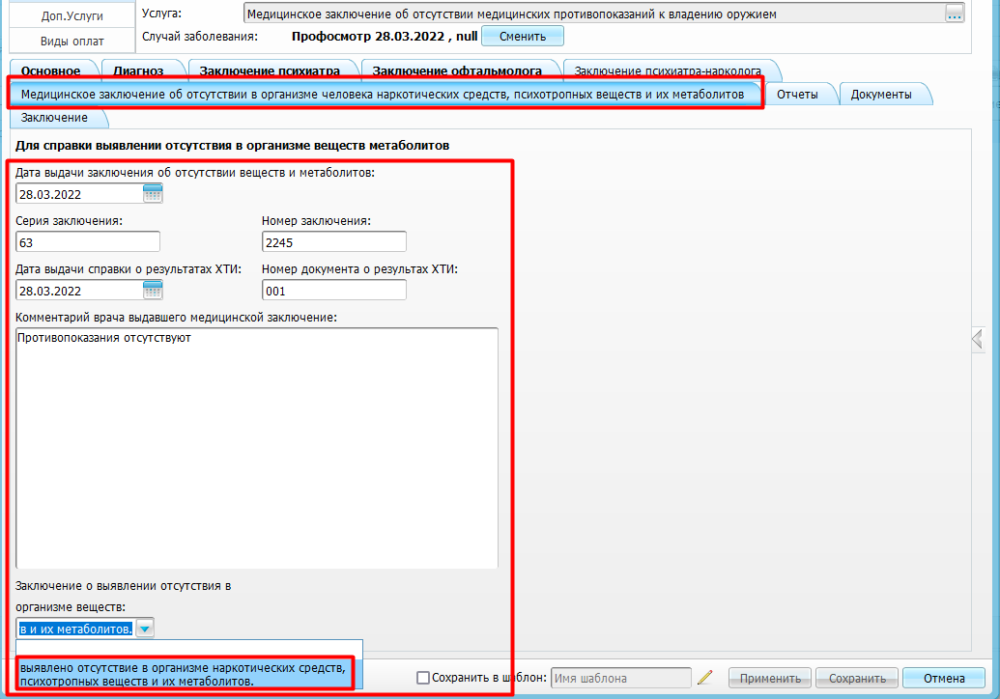 Доп.Услуги
Услуга:
Медицинское заключение об отсутствии медицинских противопоказаний к владению оружием
...
Виды оплат
Случай заболевания:
Профосмотр 28.03.2022 , null
Сменить
Основное
Диагноз
Заключение психиатра
Заключение офтальмолога
Заключение психиатра-нарколога
Медицинское заключение об отсутствии в организме человека наркотических средств, психотропных веществ и их метаболитов
Отчеты
Документы
Заключение
Для справки выявлении отсутствия в организме веществ метаболитов
Дата выдачи заключения об отсутствии веществ и метаболитов:
28.03.2022
Серия заключения:
Номер заключения:
63
2245
Дата выдачи справки о результатах ХТИ:
Номер документа о результах ХТИ:
28.03.2022
001
Комментарий врача выдавшего медицинской заключение:
Противопоказания отсутствуют
Заключение о выявлении отсутствия в
организме веществ:
в и их метаболитов.
выявлено отсутствие в организме наркотических средств,
психотропных веществ и их метаболитов.
Сохранить в шаблон:
Имя шаблона
Применить
Сохранить
Отмена